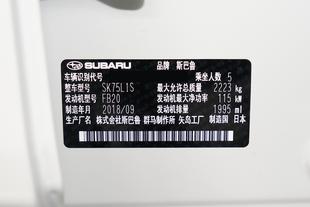 SUBARU 品牌 斯巴鲁
车辆识别代号 乘坐人数 5
整车型号 SK75L1S 最大允许总质量 2223 kg
发动机型号 FB20 发动机最大净功率 115 kw
制造年月 2018/09 发动机排量 1995 ml
生产厂名 株式会社斯巴鲁 群马制作所 矢岛工厂 制造国 日本